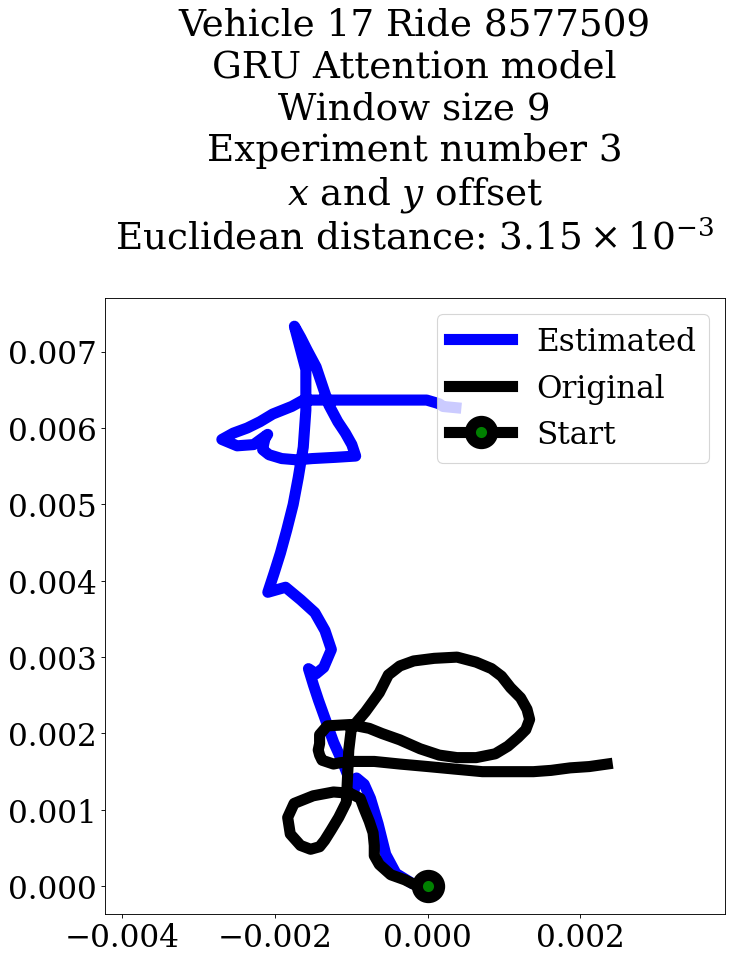 Vehicle 17 Ride 8577509
GRU Attention model
Window size 9
Experiment number 3
x and y offset
Euclidean distance: 3.15 × 10⁻³
Estimated
Original
Start
0.007
0.006
0.005
0.004
0.003
0.002
0.001
0.000
−0.004 −0.002 0.000 0.002